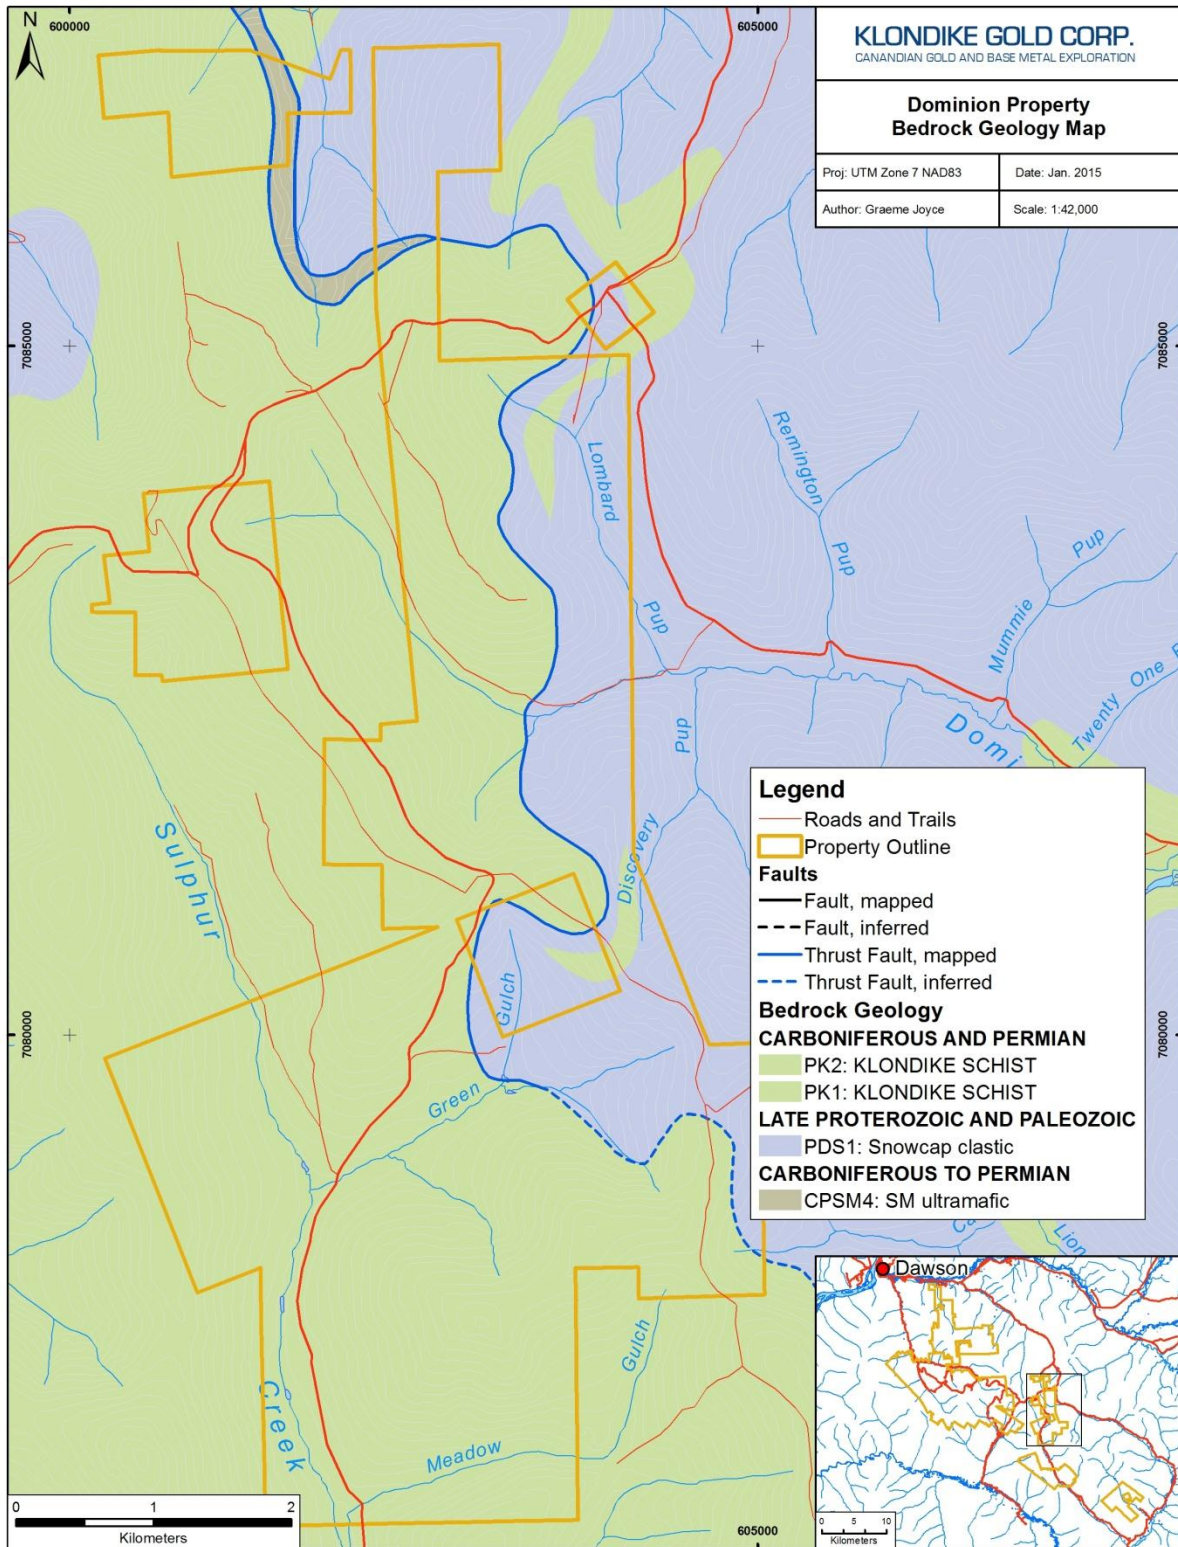 N
600000
605000
KLONDIKE GOLD CORP.
CANANDIAN GOLD AND BASE METAL EXPLORATION
Dominion Property
Bedrock Geology Map
Proj: UTM Zone 7 NAD83
Date: Jan. 2015
Author: Graeme Joyce
Scale: 1:42,000
7085000
7085000
Lombard
Pup
Remington
Pup
Mummie
Pup
Twenty One
Domi
Pup
Discovery
Sulphur
Creek
Gulch
Green
7080000
7080000
Legend
Roads and Trails
Property Outline
Faults
Fault, mapped
Fault, inferred
Thrust Fault, mapped
Thrust Fault, inferred
Bedrock Geology
CARBONIFEROUS AND PERMIAN
PK2: KLONDIKE SCHIST
PK1: KLONDIKE SCHIST
LATE PROTEROZOIC AND PALEOZOIC
PDS1: Snowcap clastic
CARBONIFEROUS TO PERMIAN
CPSM4: SM ultramafic
Lion
Gulch
Meadow
Dawson
0 5 10
Kilometers
0 1 2
Kilometers
605000